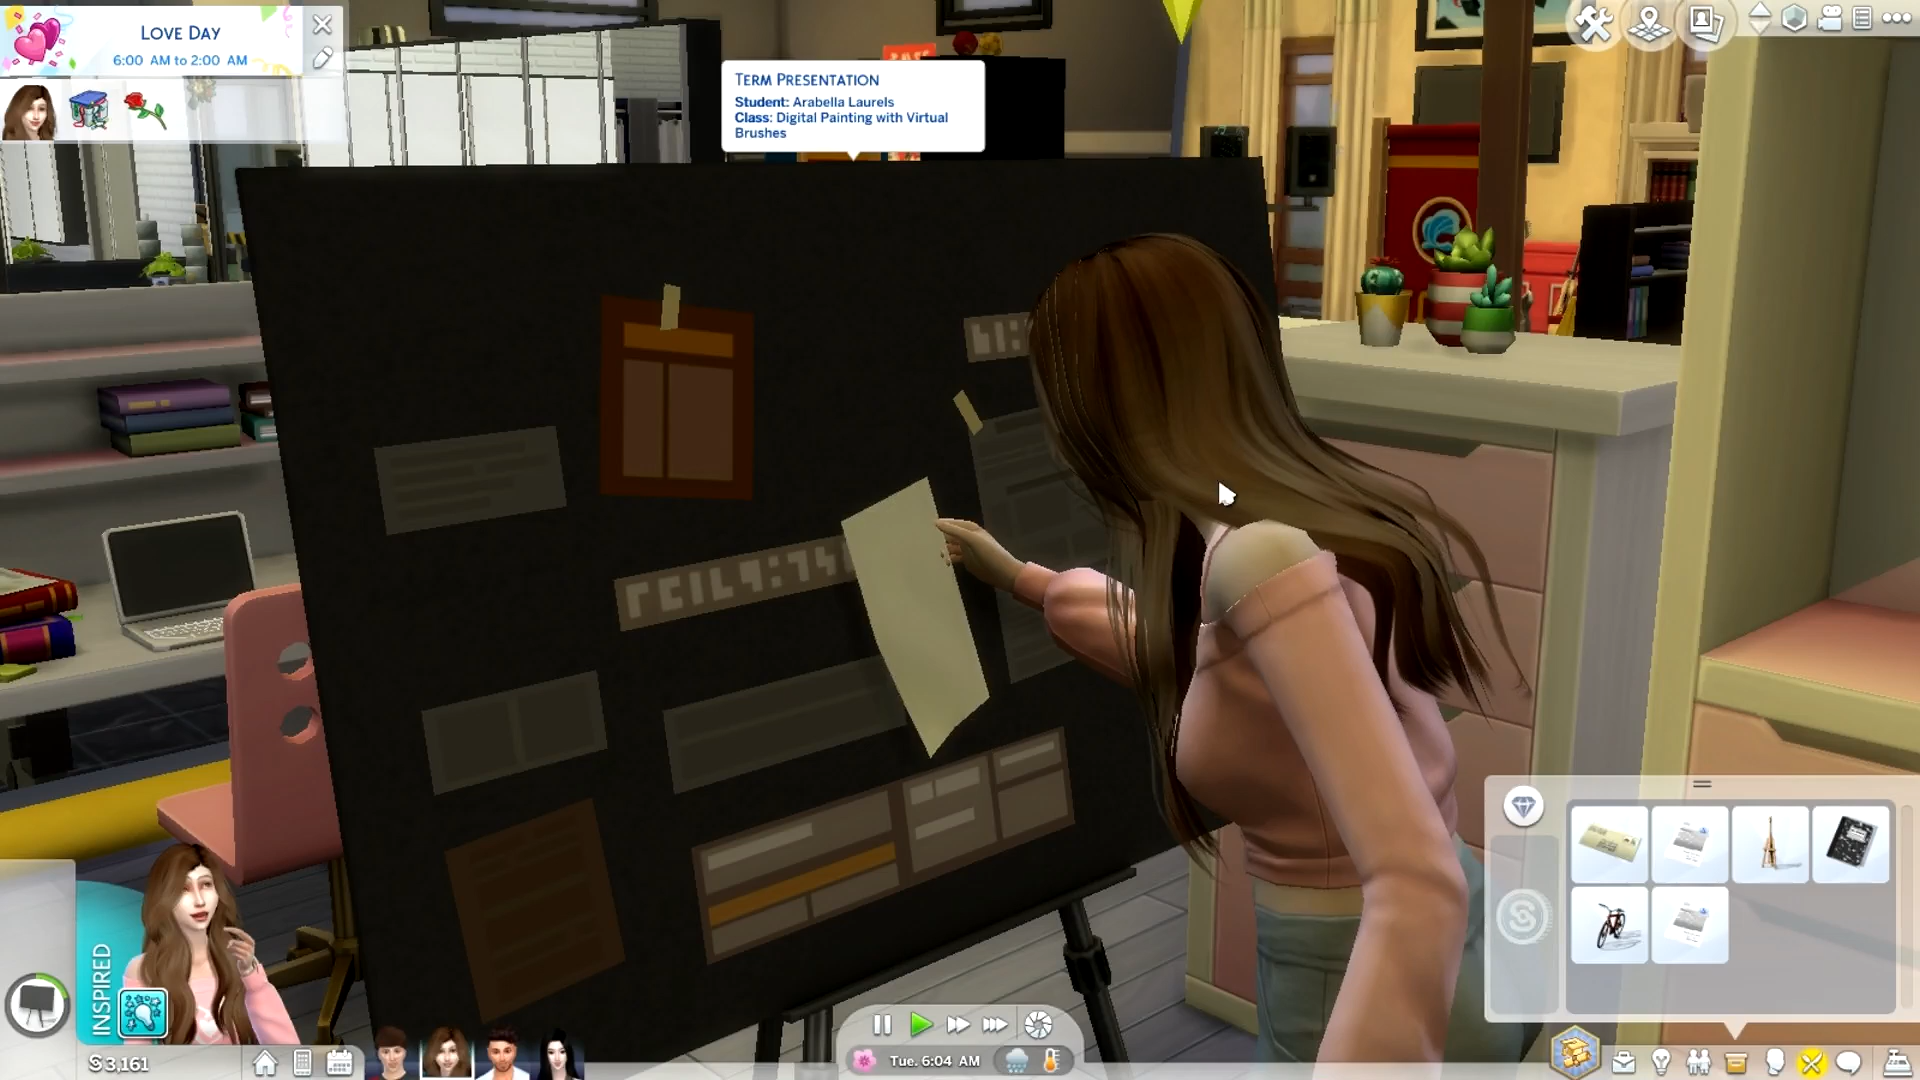 LOVE DAY
6:00 AM to 2:00 AM
TERM PRESENTATION
Student: Arabella Laurels
Class: Digital Painting with Virtual
Brushes
INSPIRED
3,161
Tue. 6:04 AM